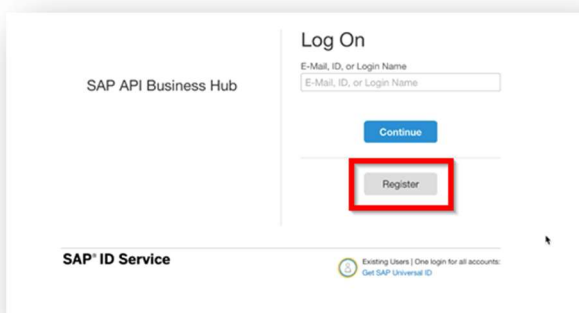 Log On
E-Mail, ID, or Login Name
E-Mail, ID, or Login Name
SAP API Business Hub
Continue
Register
SAP® ID Service
Existing Users | One login for all accounts:
Get SAP Universal ID